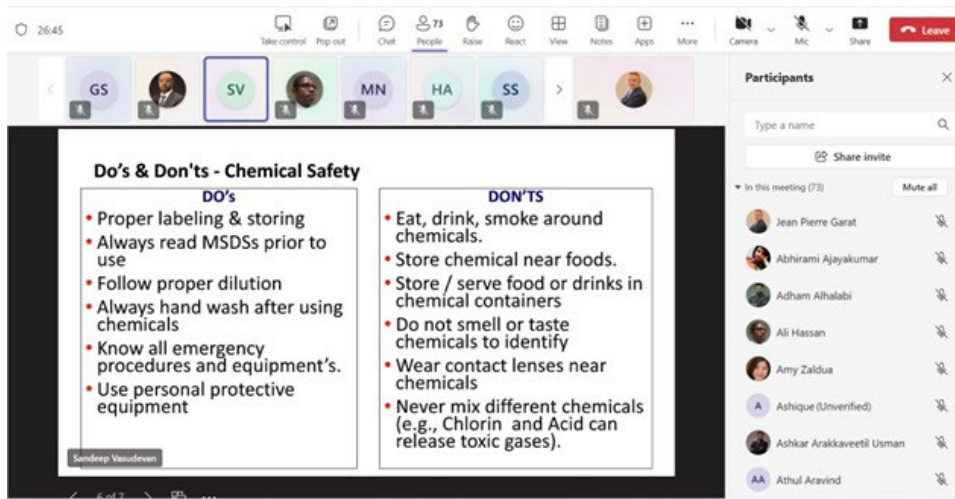 26:45
Take control
Pop out
Chat
73
People
Raise
React
View
Notes
Apps
More
Camera
Mic
Share
Leave
GS
SV
MN
HA
SS
Participants
Type a name
Share invite
In this meeting (73)
Mute all
Jean Pierre Garat
Abhirami Ajayakumar
Adham Alhalabi
Ali Hassan
Amy Zaldua
A
Ashique (Unverified)
Ashkar Arakkaveetil Usman
AA
Athul Aravind
Do's & Don'ts - Chemical Safety
DO's
• Proper labeling & storing
• Always read MSDSs prior to
use
• Follow proper dilution
• Always hand wash after using
chemicals
• Know all emergency
procedures and equipment's.
• Use personal protective
equipment
DON'TS
• Eat, drink, smoke around
chemicals.
• Store chemical near foods.
• Store / serve food or drinks in
chemical containers
• Do not smell or taste
chemicals to identify
• Wear contact lenses near
chemicals
• Never mix different chemicals
(e.g., Chlorin and Acid can
release toxic gases).
Sandeep Vasudevan
6 of 7